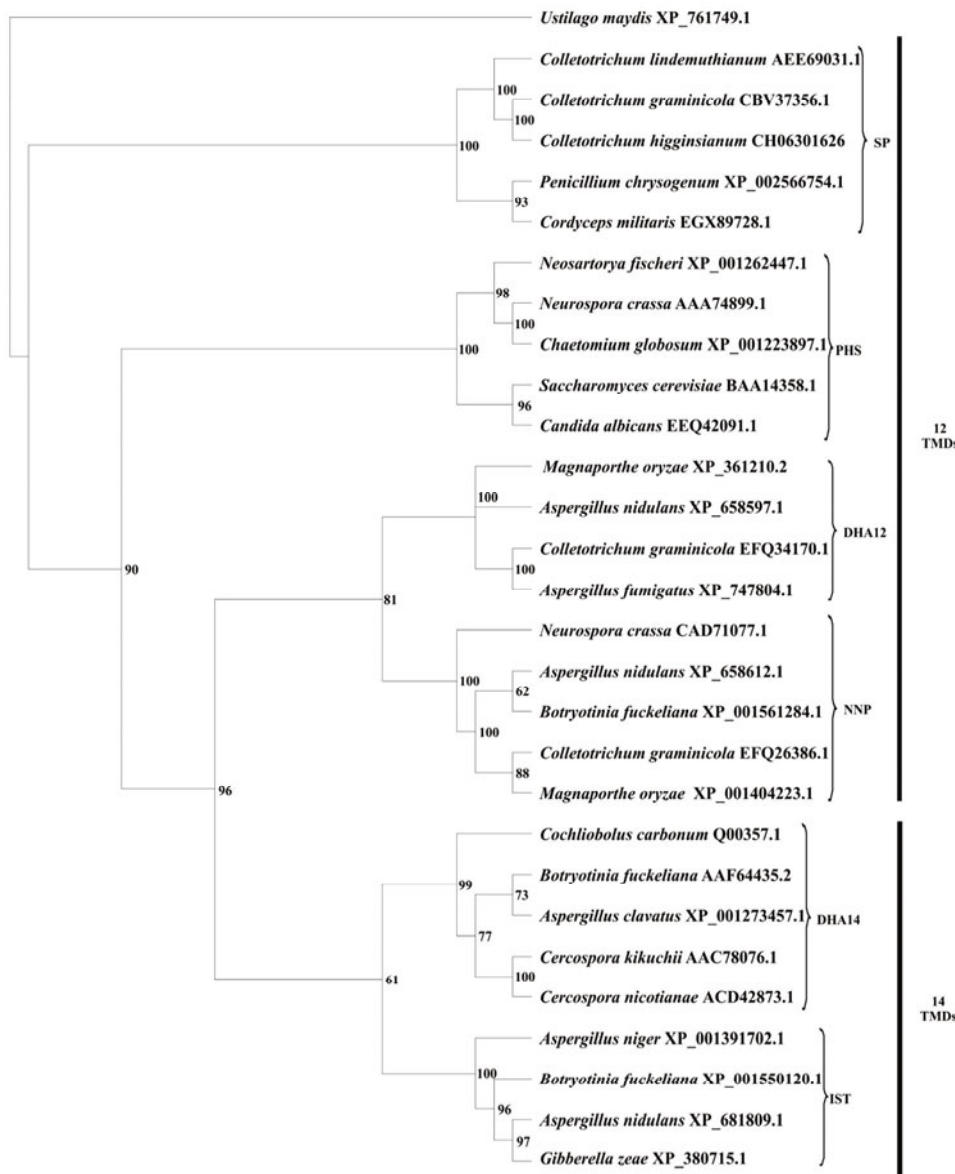 Ustilago maydis XP_761749.1
Colletotrichum lindemuthianum AEE69031.1
100
Colletotrichum graminicola CBV37356.1
100
Colletotrichum higginsianum CH06301626
SP
100
Penicillium chrysogenum XP_002566754.1
93
Cordyceps militaris EGX89728.1
Neosartorya fischeri XP_001262447.1
98
Neurospora crassa AAA74899.1
100
Chaetomium globosum XP_001223897.1
PHS
100
Saccharomyces cerevisiae BAA14358.1
96
Candida albicans EEQ42091.1
12
TMDs
Magnaporthe oryzae XP_361210.2
100
Aspergillus nidulans XP_658597.1
DHA12
Colletotrichum graminicola EFQ34170.1
100
90
Aspergillus fumigatus XP_747804.1
81
Neurospora crassa CAD71077.1
Aspergillus nidulans XP_658612.1
100
62
Botryotinia fuckeliana XP_001561284.1
NNP
100
Colletotrichum graminicola EFQ26386.1
88
Magnaporthe oryzae XP_001404223.1
96
Cochliobolus carbonum Q00357.1
Botryotinia fuckeliana AAF64435.2
99
73
Aspergillus clavatus XP_001273457.1
DHA14
77
Cercospora kikuchii AAC78076.1
100
61
Cercospora nicotianae ACD42873.1
14
TMDs
Aspergillus niger XP_001391702.1
100
Botryotinia fuckeliana XP_001550120.1
IST
96
Aspergillus nidulans XP_681809.1
97
Gibberella zeae XP_380715.1